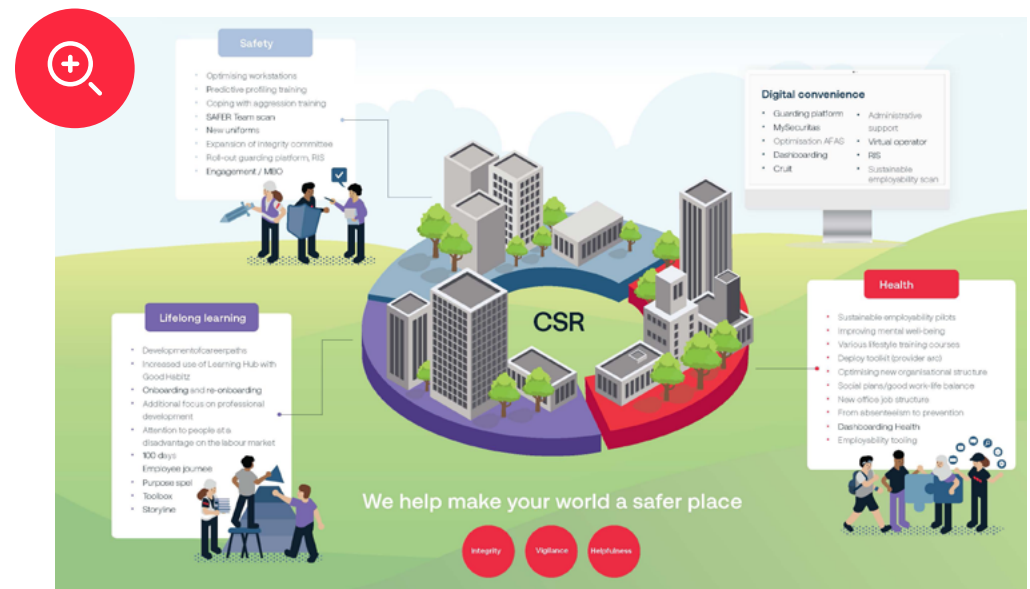 Safety
Optimising workstations
Predictive profiling training
Coping with aggression training
SAFER Team scan
New uniforms
Expansion of integrity committee
Roll-out guarding platform, RIS
Engagement / MBO
Digital convenience
Guarding platform
MySecuritas
Optimisation AFAS
Dashboarding
Cruit
Administrative
support
Virtual operator
RIS
Sustainable
employability scan
CSR
Lifelong learning
Developmentofcareerpaths
Increased use of Learning Hub with
GoodHabitz
Onboarding and re-onboarding
Additional focus on professional
development
Attention to people at a
disadvantage on the labour market
100 days
Employee journee
Purpose spel
Toolbox
Storyline
Health
Sustainable employability pilots
Improving mental well-being
Various lifestyle training courses
Deploy toolkit (provider arc)
Optimising new organisational structure
Social plans/good work-life balance
New office job structure
From absenteeism to prevention
Dashboarding Health
Employability tooling
We help make your world a safer place
Integrity
Vigilance
Helpfulness